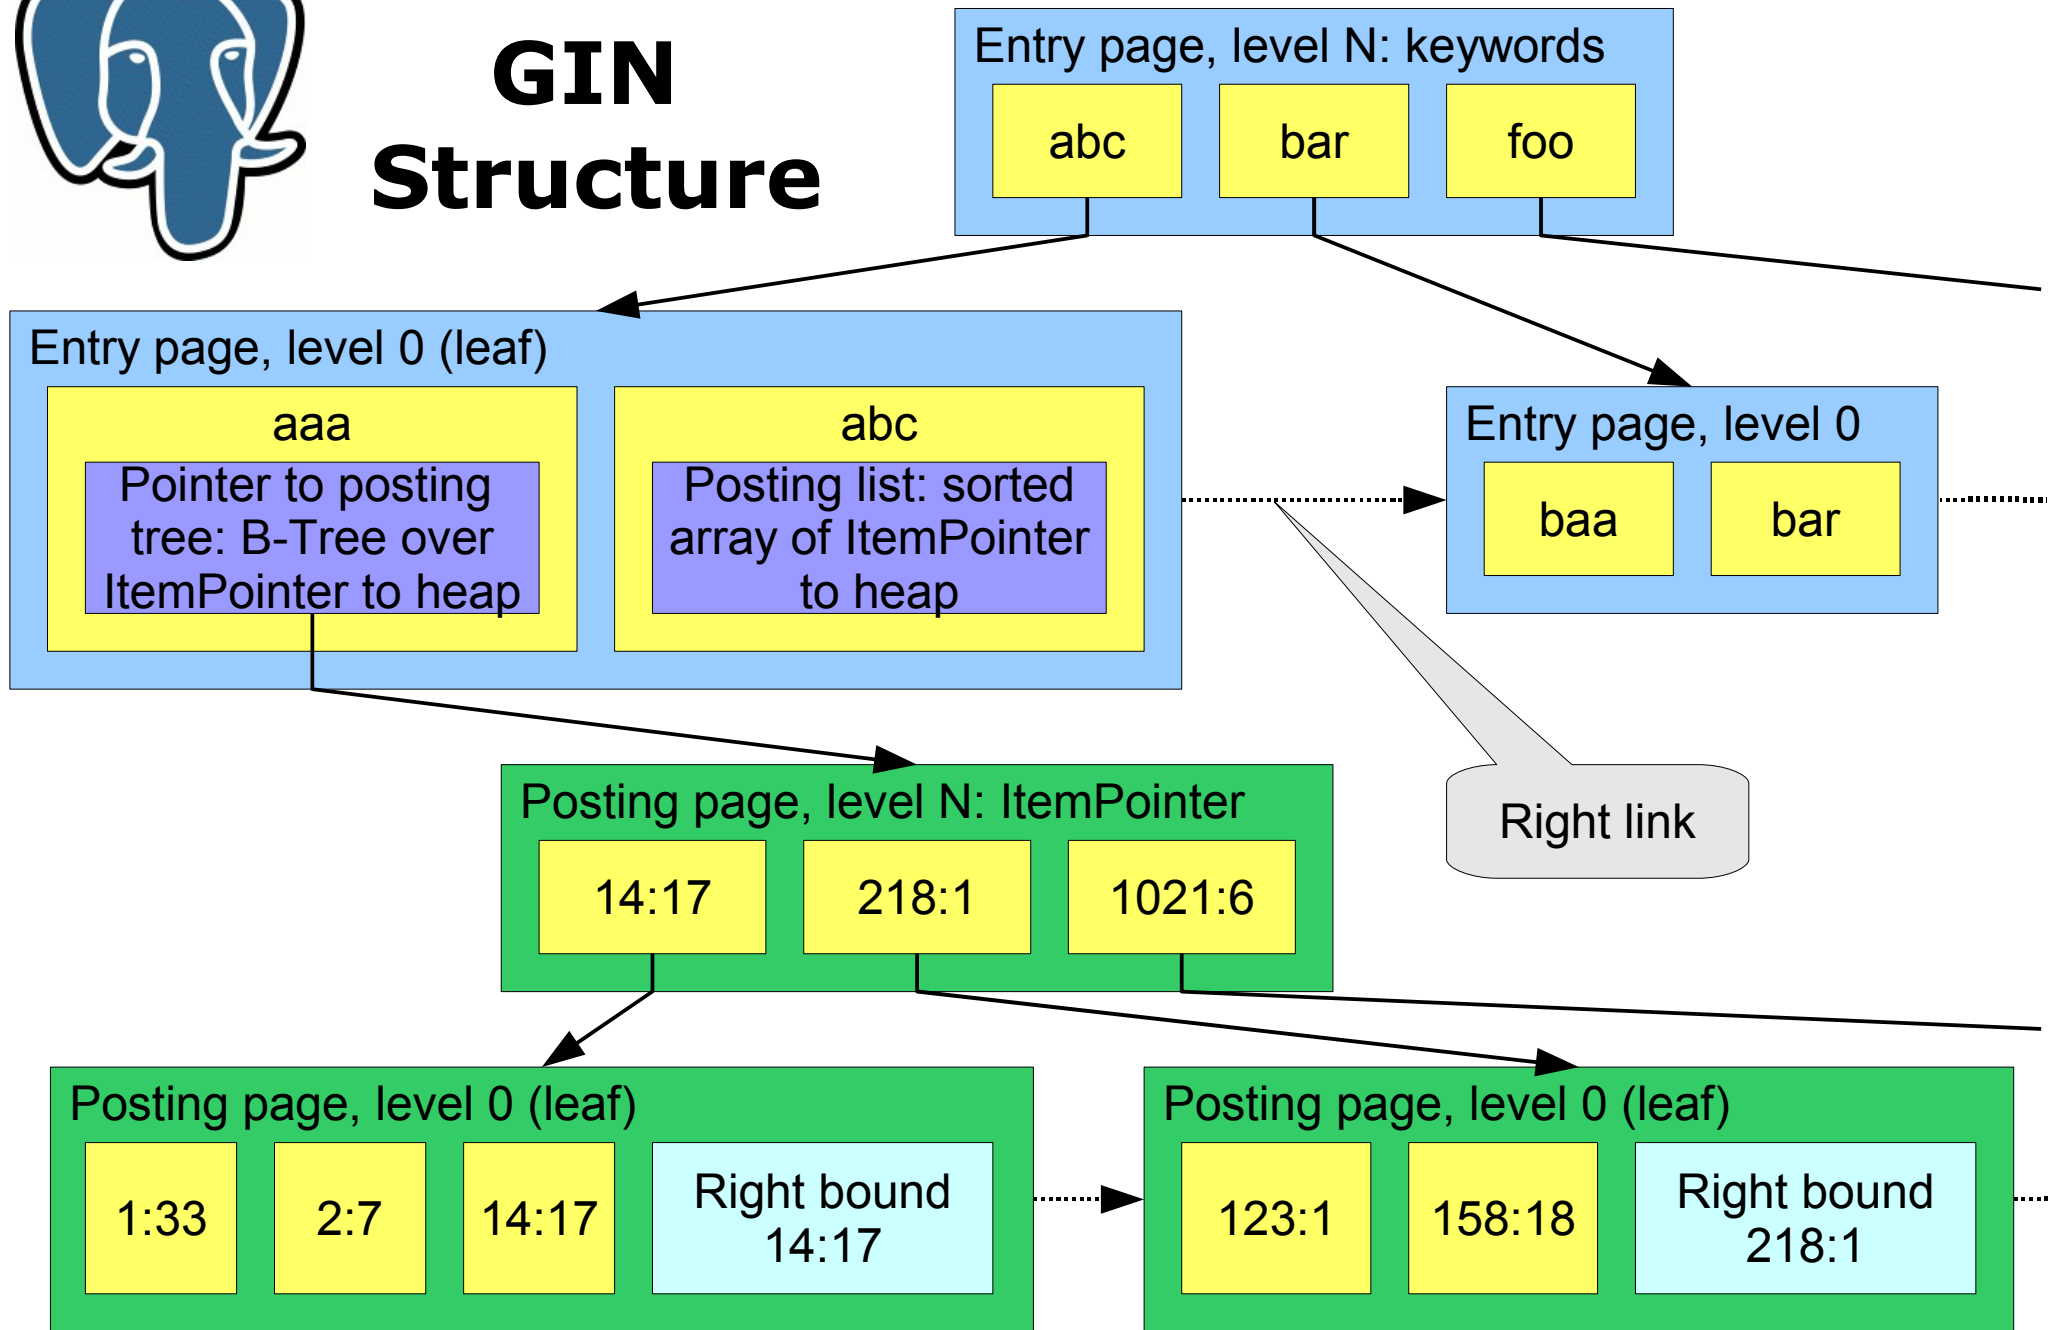 GIN
Structure
Entry page, level N: keywords
abc
bar
foo
Entry page, level 0 (leaf)
aaa
Pointer to posting
tree: B-Tree over
ItemPointer to heap
abc
Posting list: sorted
array of ItemPointer
to heap
Entry page, level 0
baa
bar
Right link
Posting page, level N: ItemPointer
14:17
218:1
1021:6
Posting page, level 0 (leaf)
1:33
2:7
14:17
Right bound
14:17
Posting page, level 0 (leaf)
123:1
158:18
Right bound
218:1